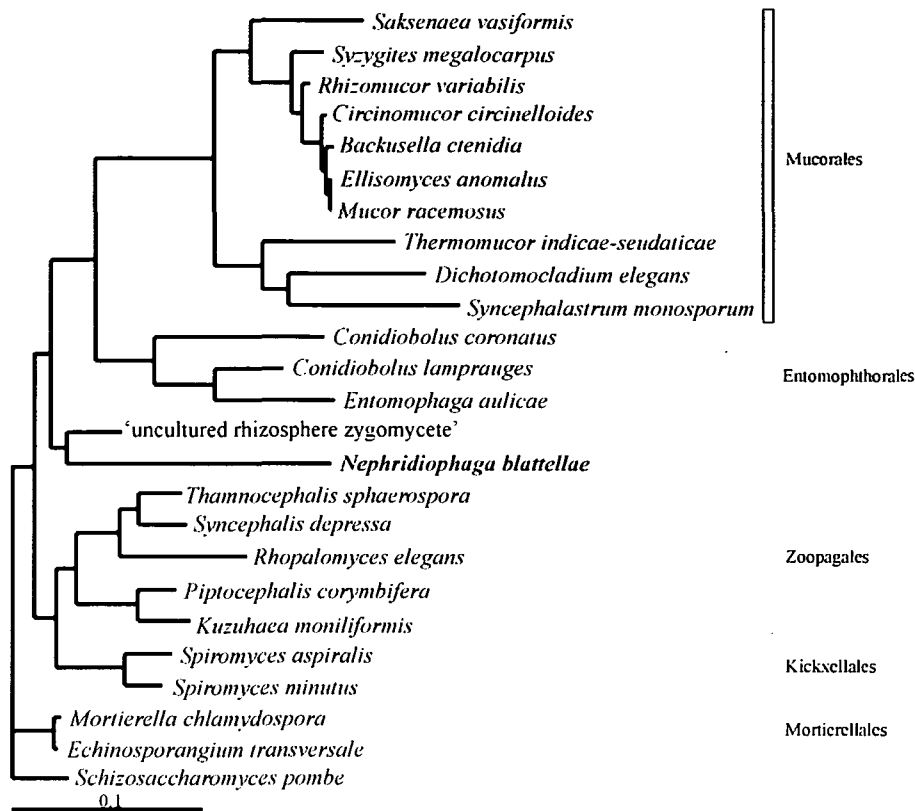 Saksenaea vasiformis
Syzygites megalocarpus
Rhizomucor variabilis
Circinomucor circinelloides
Backusella ctenidia
Mucorales
Ellisomyces anomalus
Mucor racemosus
Thermomucor indicae-seudaticae
Dichotomocladium elegans
Syncephalastrum monosporum
Conidiobolus coronatus
Conidiobolus lamprauges
Entomophthorales
Entomophaga aulicae
'uncultured rhizosphere zygomycete'
Nephridiophaga blattellae
Thamnocephalis sphaerospora
Syncephalis depressa
Rhopalomyces elegans
Zoopagales
Piptocephalis corymbifera
Kuzuhaea moniliformis
Spiromyces aspiralis
Kickxellales
Spiromyces minutus
Mortierella chlamydospora
Mortierellales
Echinosporangium transversale
Schizosaccharomyces pombe
0.1